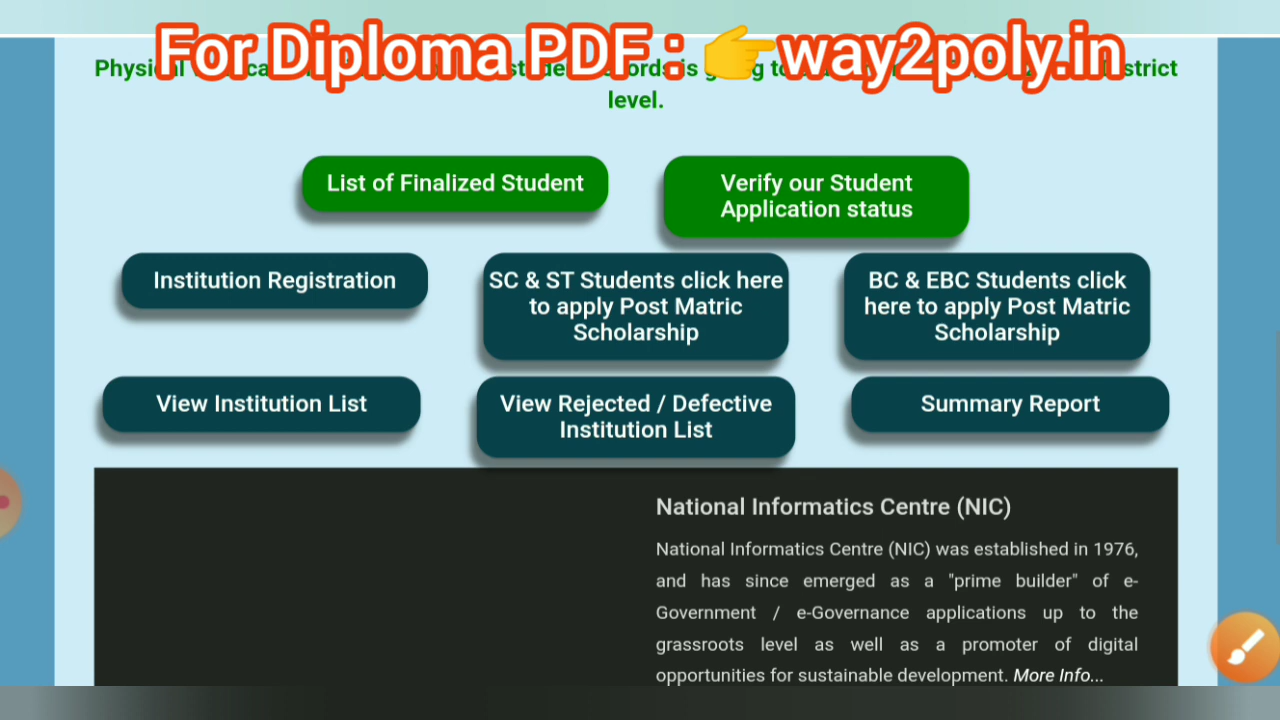 For Diploma PDF : 👉way2poly.in
level.
List of Finalized Student
Verify our Student
Application status
Institution Registration
SC & ST Students click here
to apply Post Matric
Scholarship
BC & EBC Students click
here to apply Post Matric
Scholarship
View Institution List
View Rejected / Defective
Institution List
Summary Report
National Informatics Centre (NIC)
National Informatics Centre (NIC) was established in 1976,
and has since emerged as a "prime builder" of e-
Government / e-Governance applications up to the
grassroots level as well as a promoter of digital
opportunities for sustainable development. More Info...